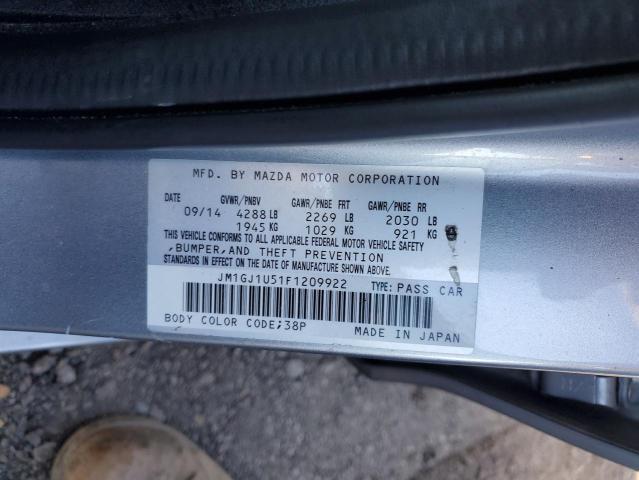 MFD. BY MAZDA MOTOR CORPORATION
DATE GVWR/PNBV GAWR/PNBE FRT GAWR/PNBE RR
09/14 4288 LB 2269 LB 2030 LB
1945 KG 1029 KG 921 KG
THIS VEHICLE CONFORMS TO ALL APPLICABLE FEDERAL MOTOR VEHICLE SAFETY
,BUMPER,AND THEFT PREVENTION
STANDARDS IN EFFECT ON THE DATE OF MANUFACTURE SHOWN ABOVE.
JM1GJ1U51F1209922 TYPE: PASS CAR
BODY COLOR CODE;38P MADE IN JAPAN